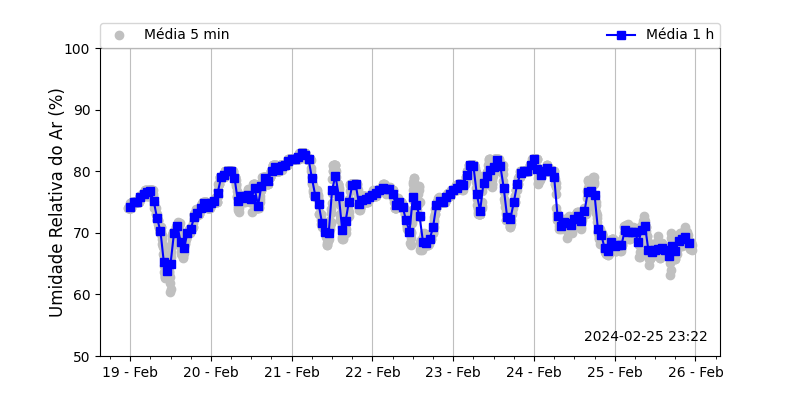 Média 5 min
Média 1 h
Umidade Relativa do Ar (%)
100
90
80
70
60
50
2024-02-25 23:22
19 - Feb
20 - Feb
21 - Feb
22 - Feb
23 - Feb
24 - Feb
25 - Feb
26 - Feb